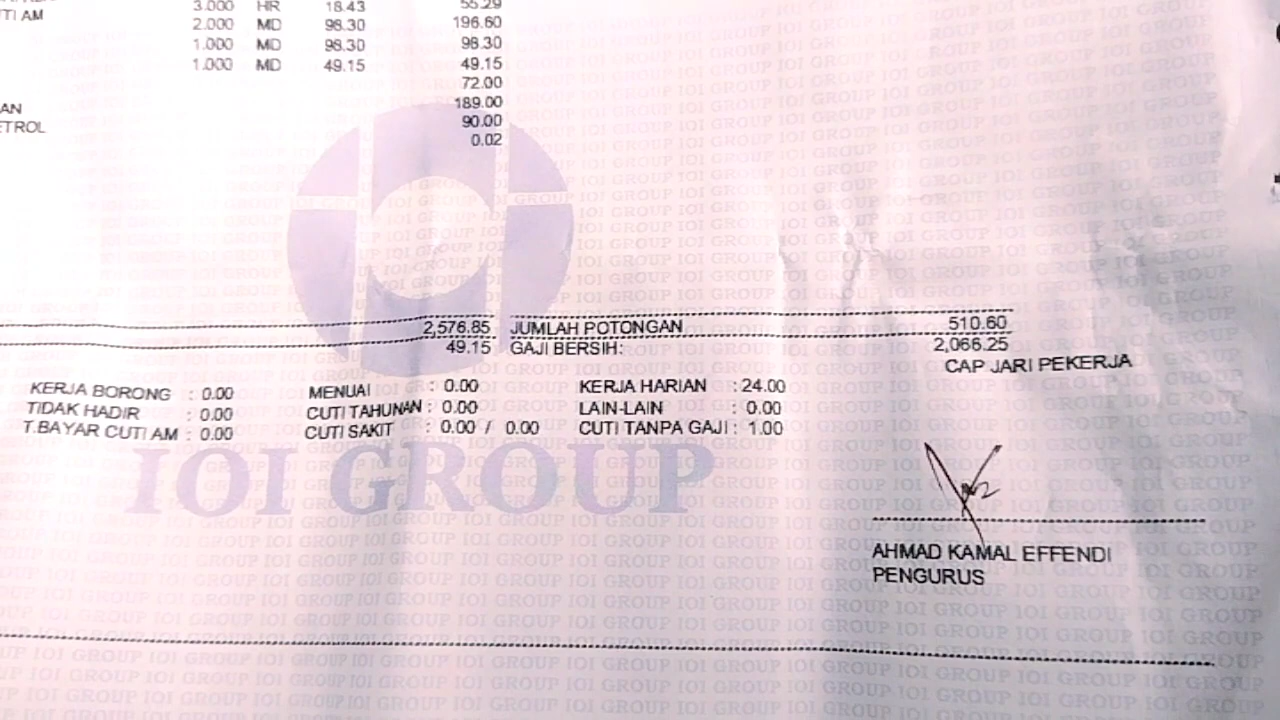 3.000 HR 18.43 55.29
2.000 MD 98.30 196.60
1.000 MD 98.30 98.30
1.000 MD 49.15 49.15
72.00
AN 189.00
ETROL 90.00
0.02
2,576.85 JUMLAH POTONGAN 510.60
49.15 GAJI BERSIH: 2,066.25
CAP JARI PEKERJA
KERJA BORONG : 0.00 MENUAI : 0.00 KERJA HARIAN : 24.00
TIDAK HADIR : 0.00 CUTI TAHUNAN : 0.00 LAIN-LAIN : 0.00
T.BAYAR CUTI AM : 0.00 CUTI SAKIT : 0.00 / 0.00 CUTI TANPA GAJI : 1.00
IOI GROUP
AHMAD KAMAL EFFENDI
PENGURUS